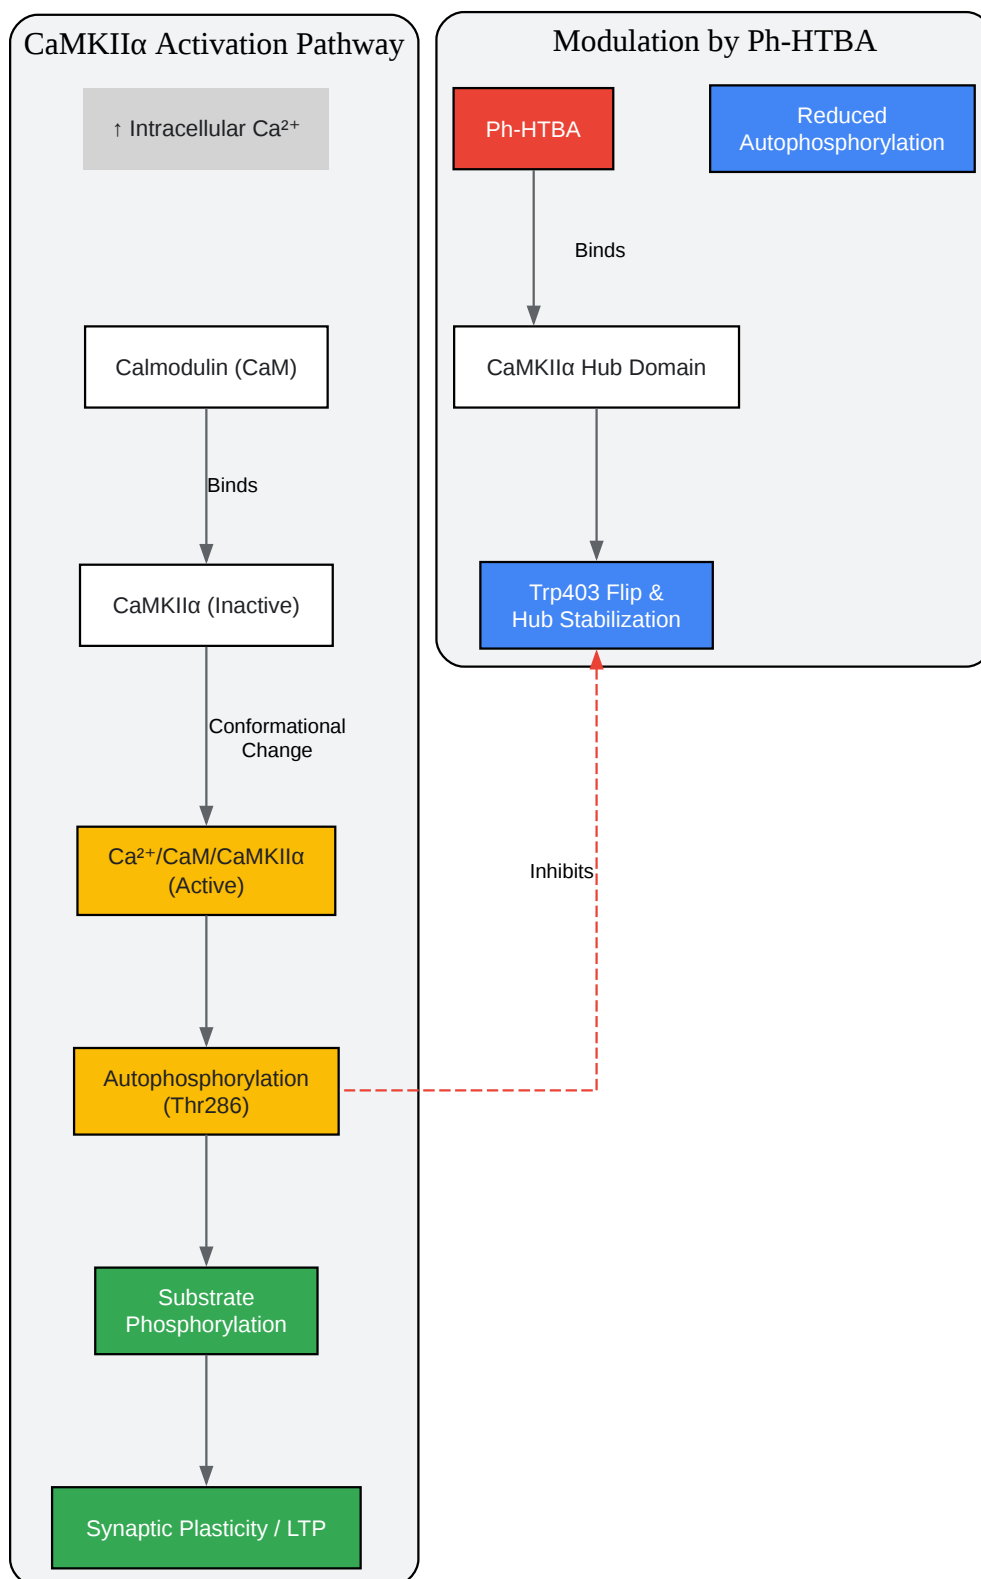 CaMKIIα Activation Pathway
↑ Intracellular Ca²⁺
Calmodulin (CaM)
Binds
CaMKIIα (Inactive)
Conformational
Change
Ca²⁺/CaM/CaMKIIα
(Active)
Autophosphorylation
(Thr286)
Substrate
Phosphorylation
Synaptic Plasticity / LTP
Modulation by Ph-HTBA
Ph-HTBA
Reduced
Autophosphorylation
Binds
CaMKIIα Hub Domain
Trp403 Flip &
Hub Stabilization
Inhibits